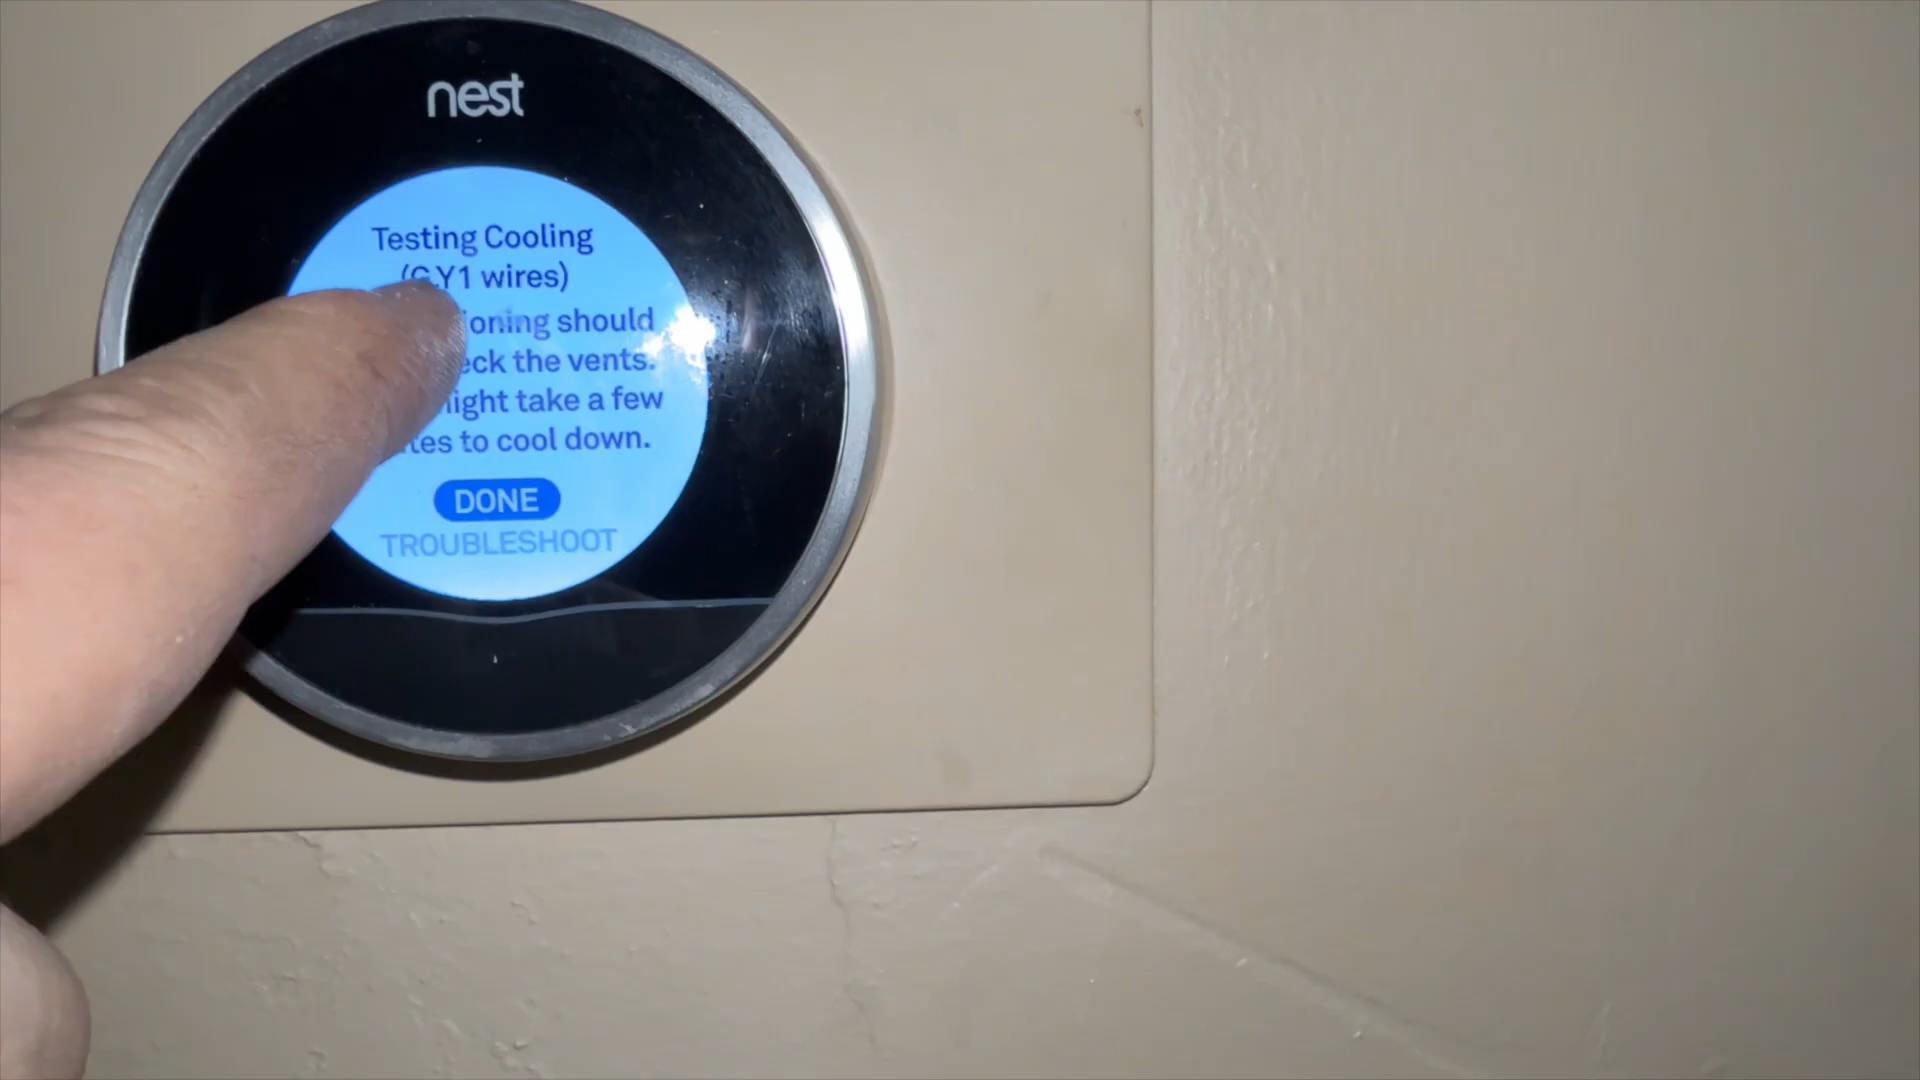 nest
Testing Cooling
Y1 wires)
should
the vents.
take a few
to cool down.
DONE
TROUBLESHOOT